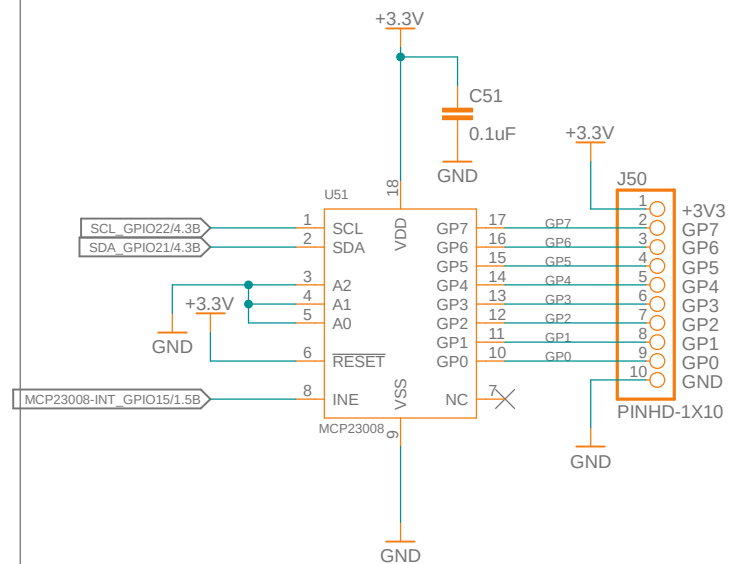 +3.3V
C51
0.1uF
GND
+3.3V
J50
U51
18
VDD
SCL_GPIO22/4.3B 1 SCL GP7 17 GP7
SDA_GPIO21/4.3B 2 SDA GP6 16 GP6
GP5 15 GP5
3 A2 GP4 14 GP4
4 A1 GP3 13 GP3
5 A0 GP2 12 GP2
GP1 11 GP1
6 RESET GP0 10 GP0
+3.3V
GND
MCP23008-INT_GPIO15/1.5B 8 INE NC 7
VSS
MCP23008
9
GND
1 +3V3
2 GP7
3 GP6
4 GP5
5 GP4
6 GP3
7 GP2
8 GP1
9 GP0
10 GND
PINHD-1X10
GND